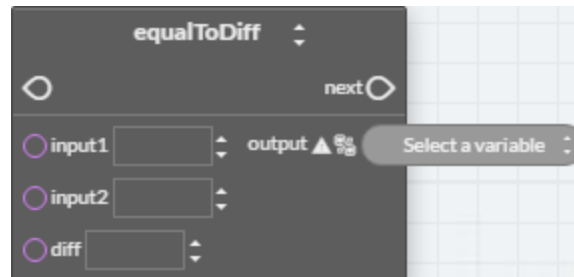 equalToDiff
next
input1 output Select a variable
input2
diff